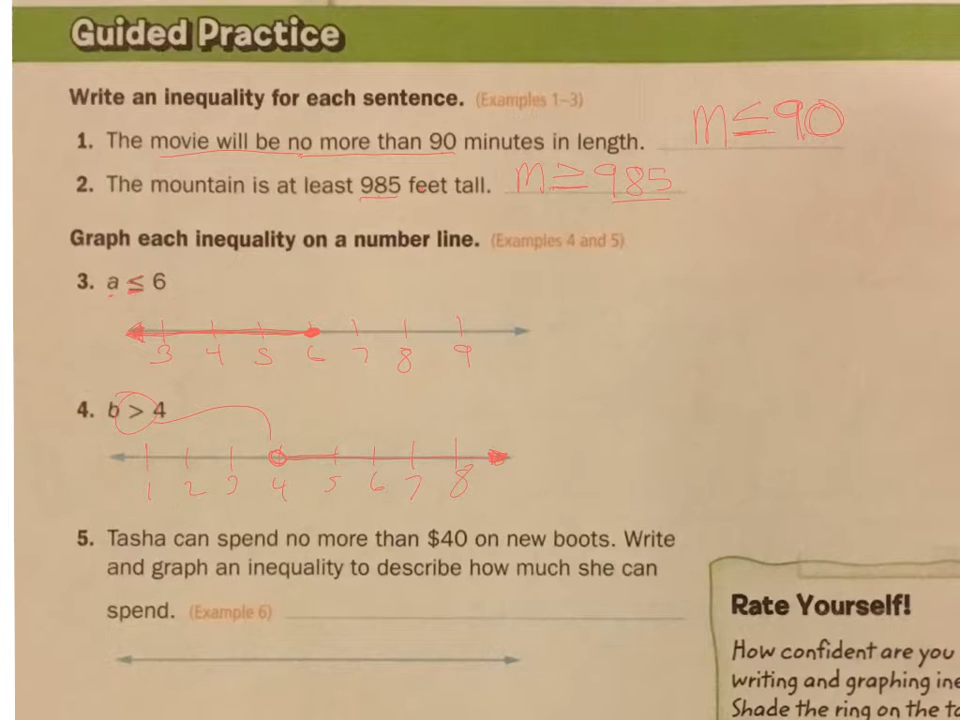 Guided Practice
Write an inequality for each sentence. (Examples 1–3)
1. The movie will be no more than 90 minutes in length. m ≤ 90
2. The mountain is at least 985 feet tall. m ≥ 985
Graph each inequality on a number line. (Examples 4 and 5)
3. a ≤ 6
3 4 5 6 7 8 9
4. b > 4
1 2 3 4 5 6 7 8
5. Tasha can spend no more than $40 on new boots. Write
and graph an inequality to describe how much she can
spend. (Example 6)
Rate Yourself!
How confident are you
writing and graphing ine
Shade the ring on the ta